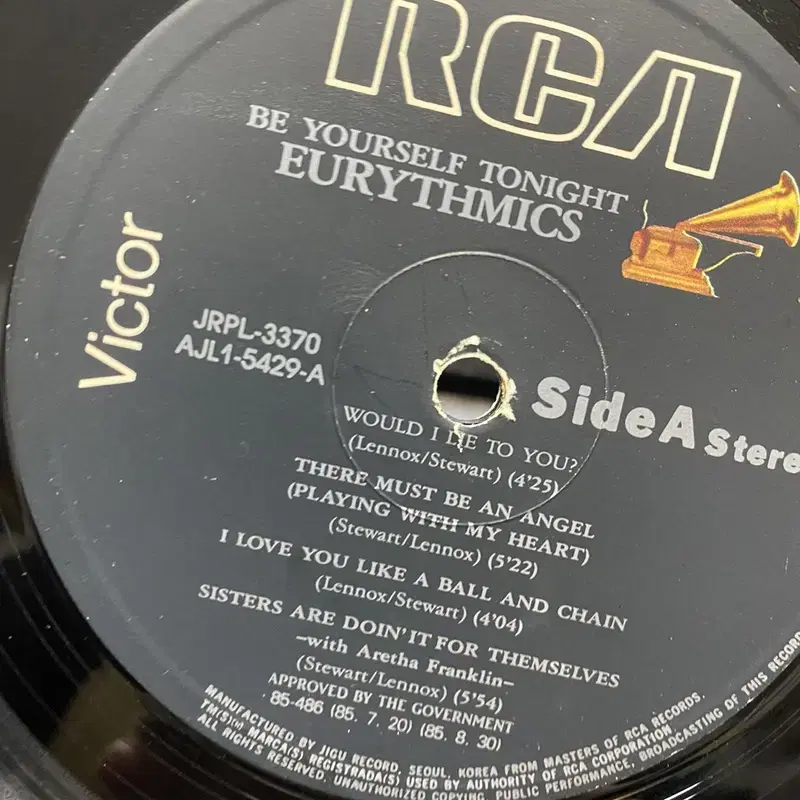 RCA
BE YOURSELF TONIGHT
EURYTHMICS
Victor
JRPL-3370
AJL1-5429-A
Side A Stere
WOULD I LIE TO YOU?
(Lennox/Stewart) (4'25)
THERE MUST BE AN ANGEL
(PLAYING WITH MY HEART)
(Stewart/Lennox) (5'22)
I LOVE YOU LIKE A BALL AND CHAIN
(Lennox/Stewart) (4'04)
SISTERS ARE DOIN' IT FOR THEMSELVES
–with Aretha Franklin–
(Stewart/Lennox) (5'54)
APPROVED BY THE GOVERNMENT
85-486 (85. 7. 20) (85. 8. 30)
MANUFACTURED BY JIGU RECORD, SEOUL, KOREA FROM MASTERS OF RCA RECORDS.
TM(S)® MARCA(S) REGISTRADA(S) USED BY AUTHORITY OF RCA CORPORATION
ALL RIGHTS RESERVED, UNAUTHORIZED COPYING, PUBLIC PERFORMANCE, BROADCASTING OF THIS RECORD